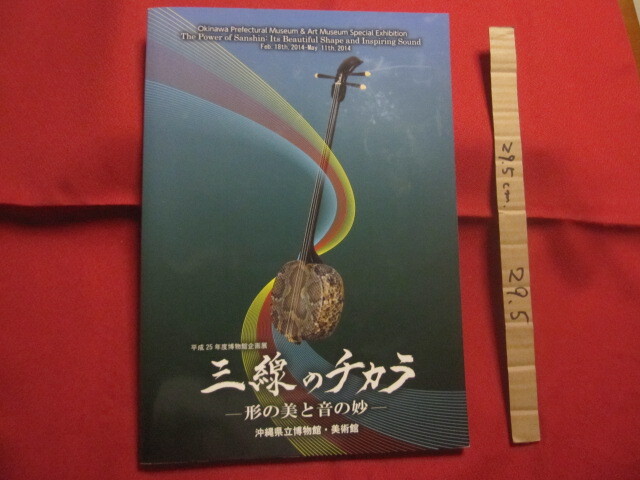 Okinawa Prefectural Museum & Art Museum Special Exhibition
The Power of Sanshin: Its Beautiful Shape and Inspiring Sound
Feb. 18th, 2014-May. 11th, 2014
平成25年度博物館企画展
三線のチカラ
―形の美と音の妙―
沖縄県立博物館・美術館
29.5cm.
29.5